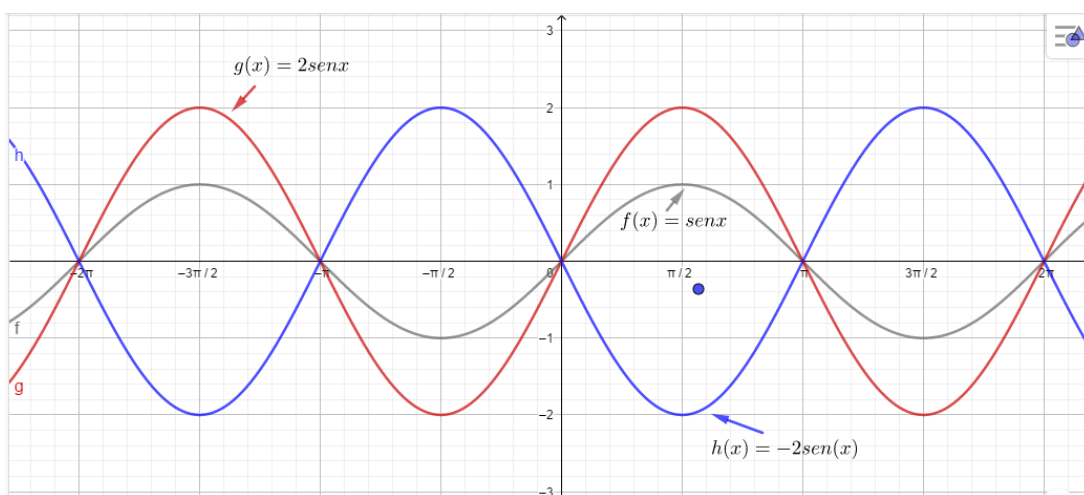 3
g(x) = 2senx
2
h
1
f(x) = senx
−2π −3π / 2 −π −π / 2 0 π / 2 π 3π / 2 2π
f
−1
g
−2
h(x) = −2sen(x)
−3